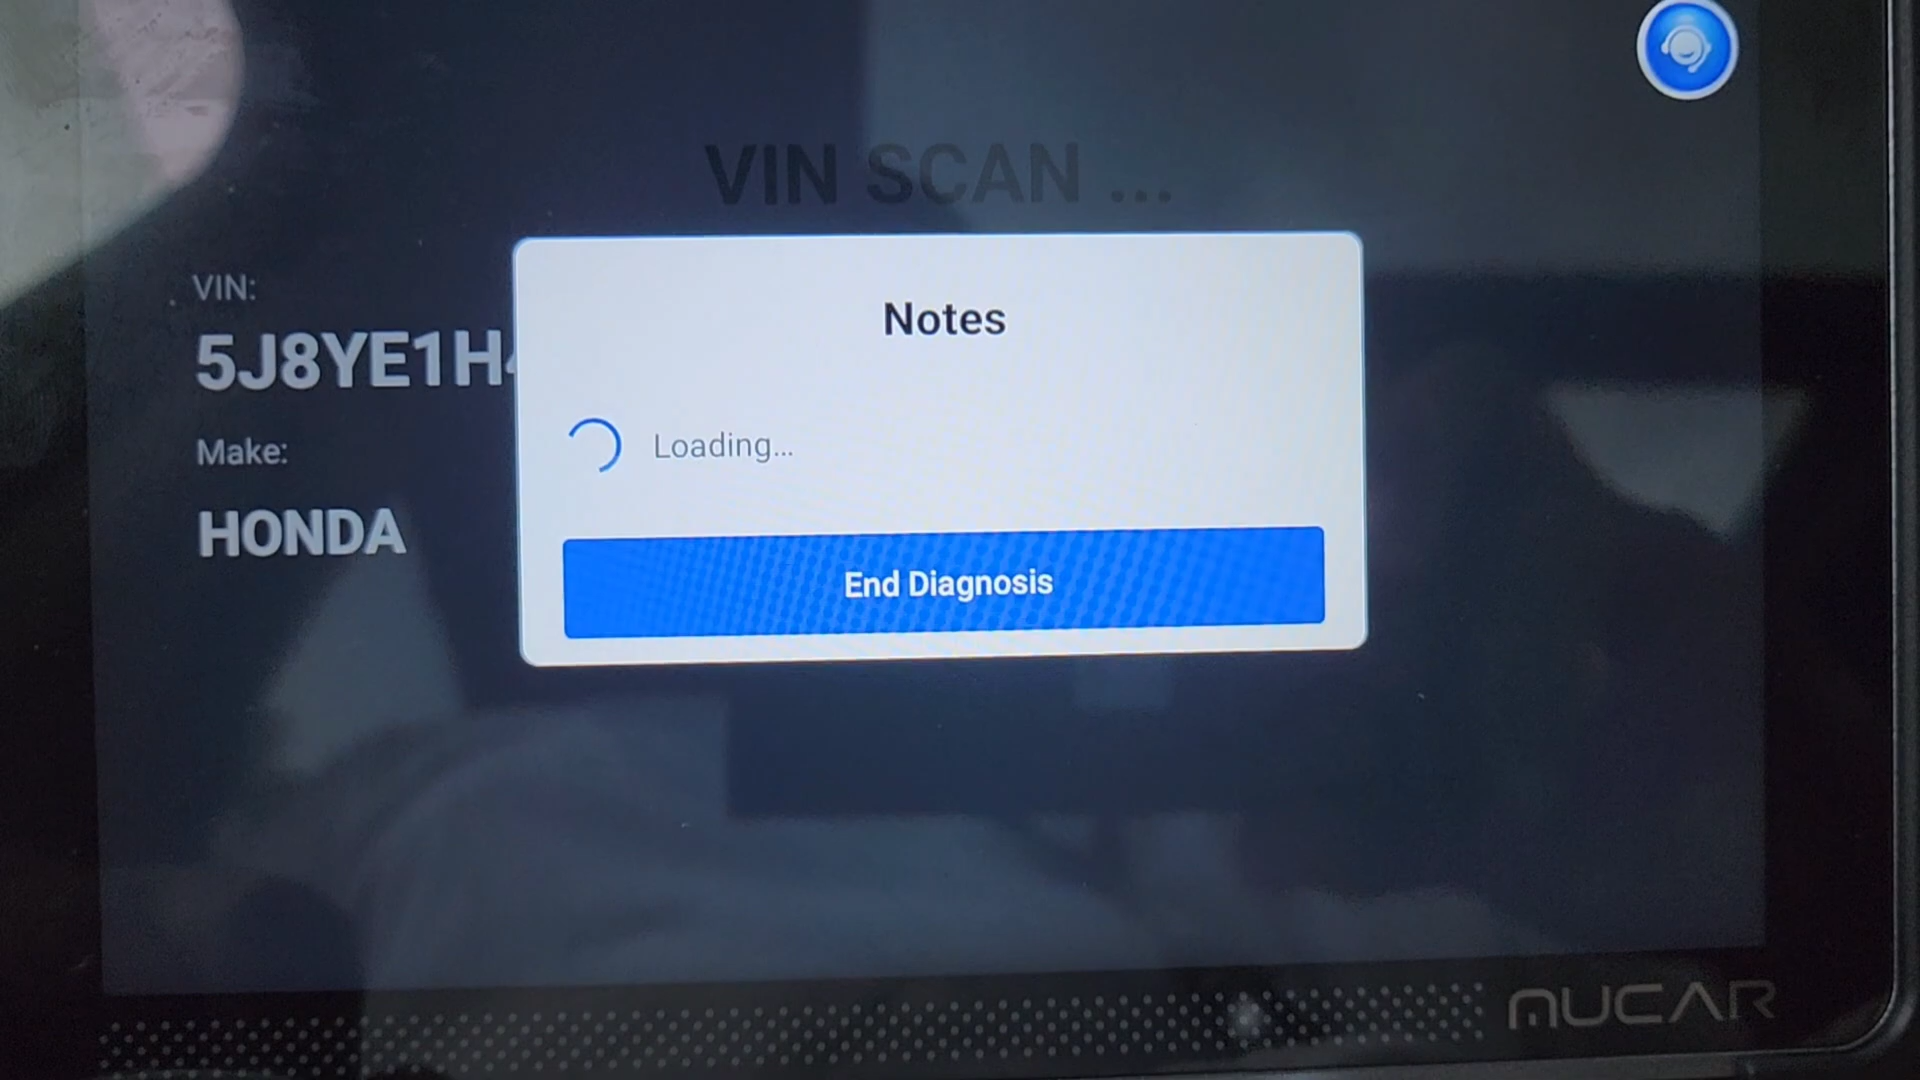 VIN SCAN ...
Notes
VIN:
5J8YE1H
Loading...
Make:
HONDA
End Diagnosis
MUCAR